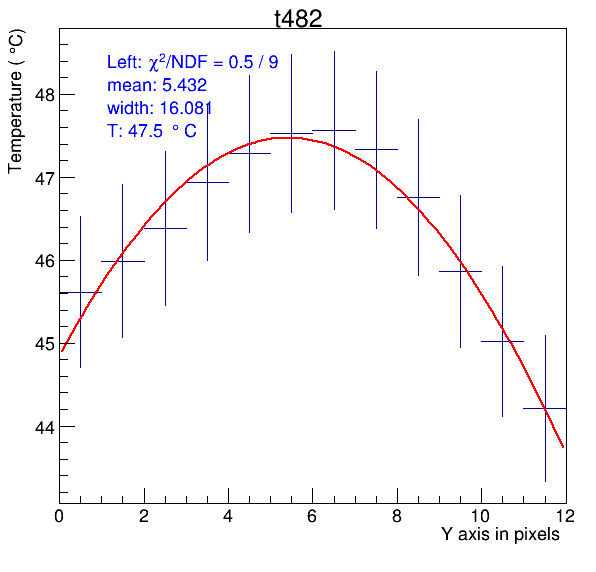 t482
Temperature ( °C)
Left: χ²/NDF = 0.5 / 9
mean: 5.432
width: 16.081
T: 47.5 ° C
48
47
46
45
44
0 2 4 6 8 10 12
Y axis in pixels